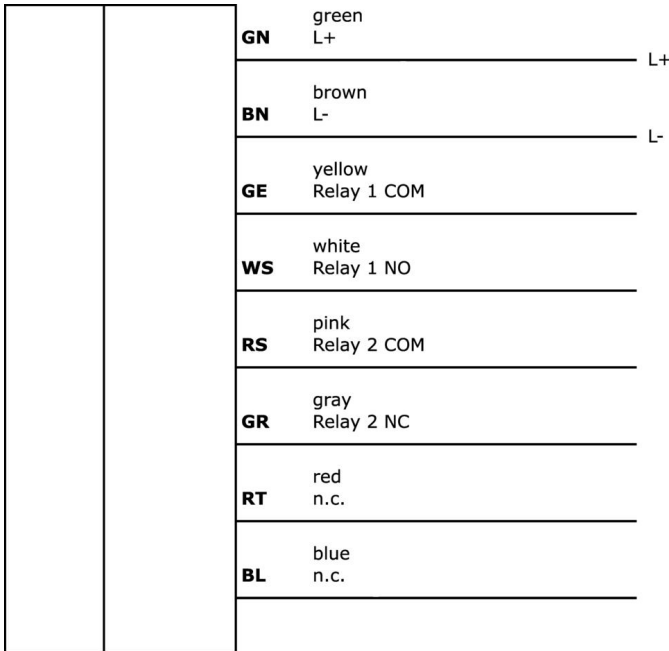 green
GN L+
L+
brown
BN L-
L-
yellow
GE Relay 1 COM
white
WS Relay 1 NO
pink
RS Relay 2 COM
gray
GR Relay 2 NC
red
RT n.c.
blue
BL n.c.